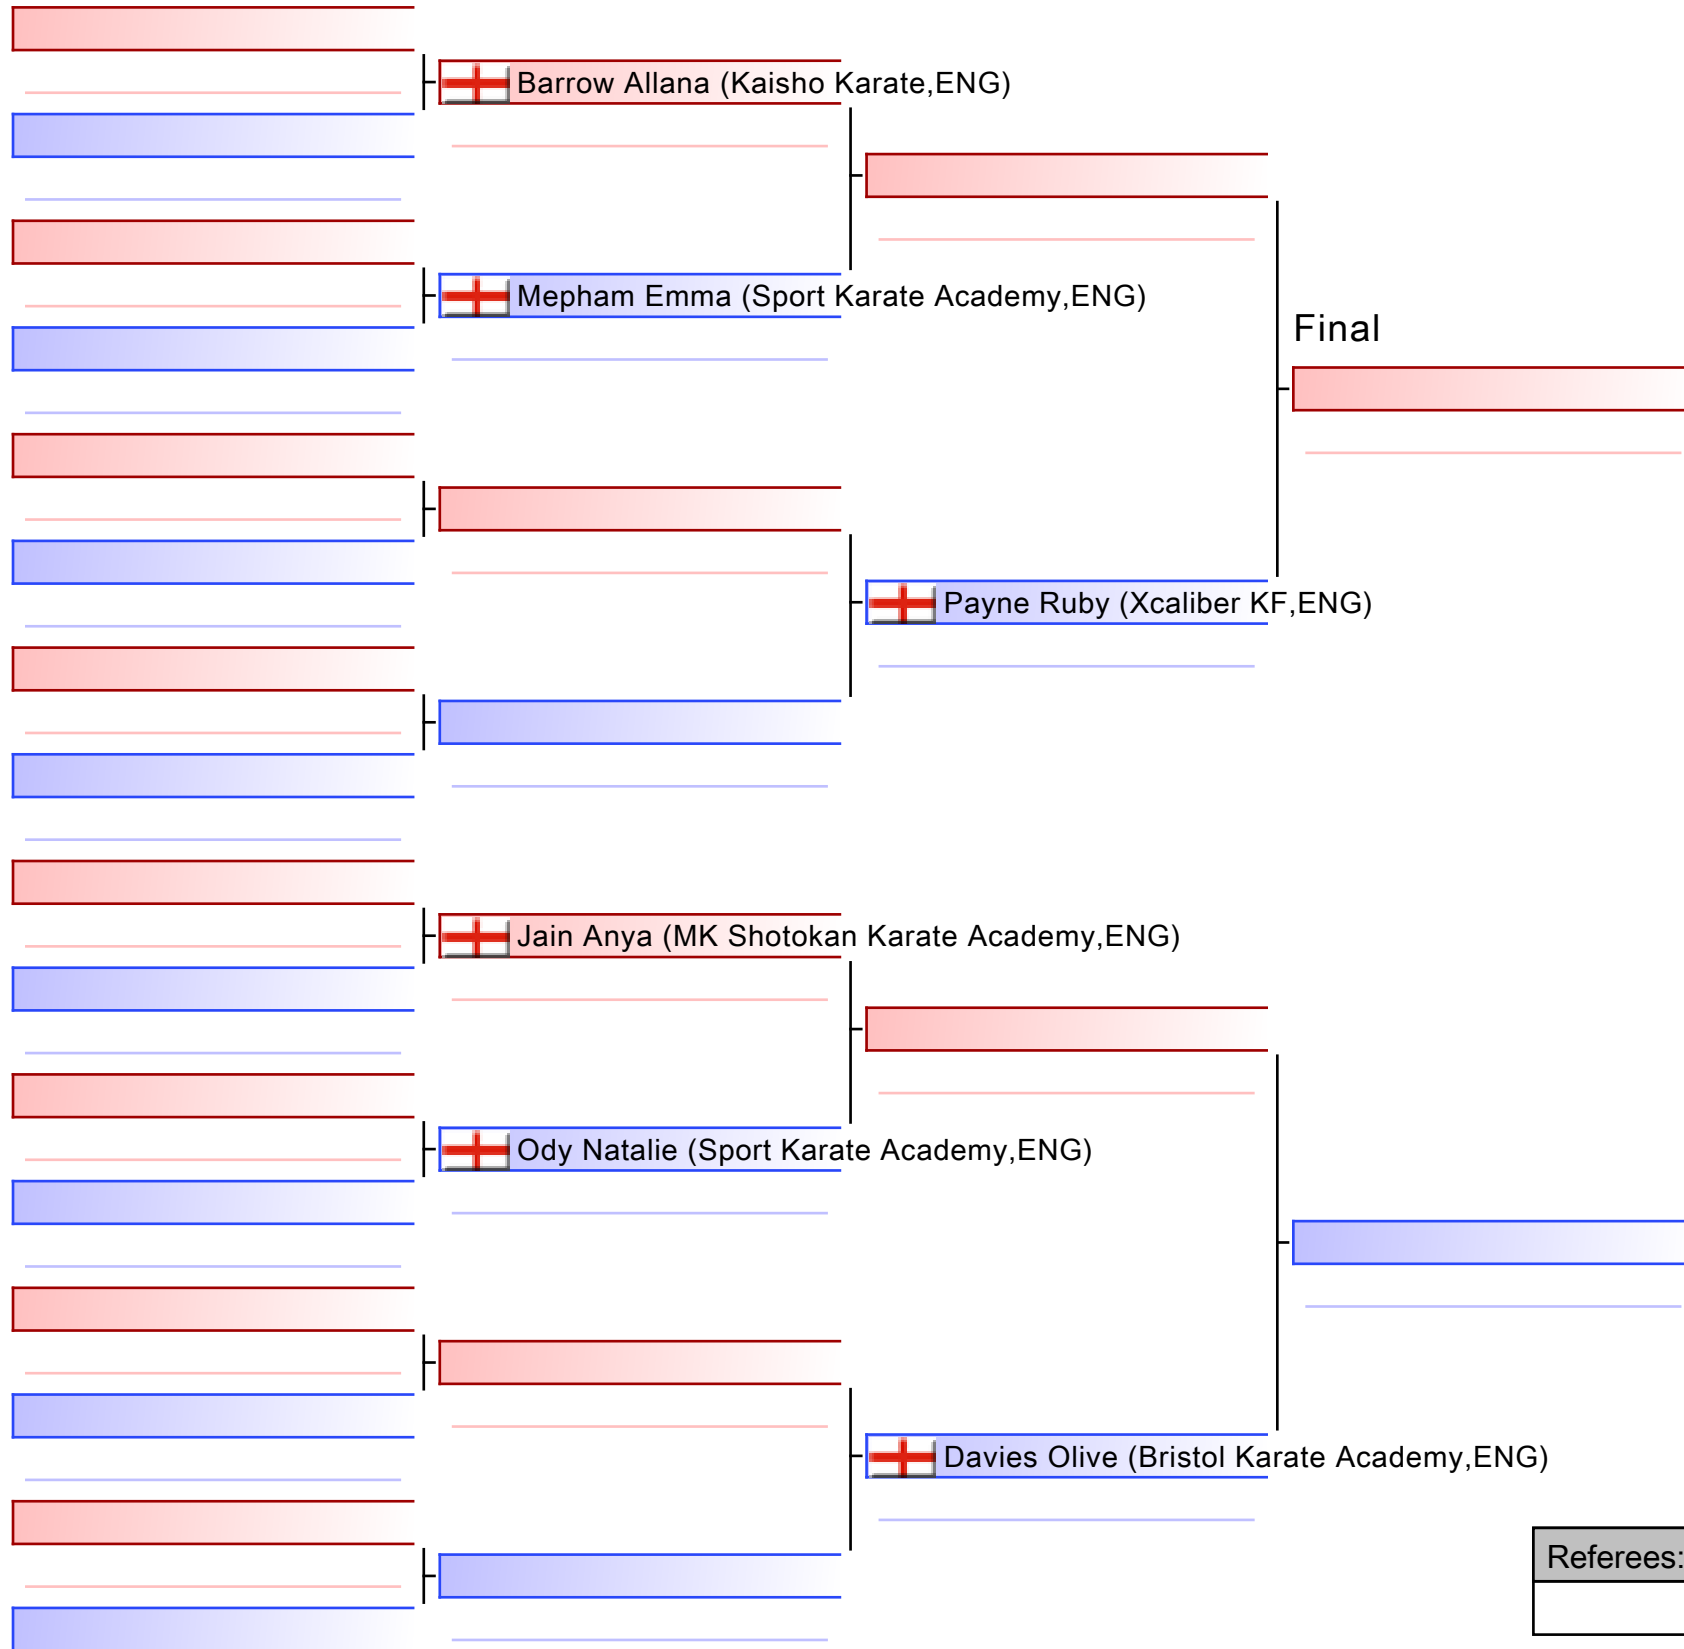 Barrow Allana (Kaisho Karate,ENG)
Mepham Emma (Sport Karate Academy,ENG)
Final
Payne Ruby (Xcaliber KF,ENG)
Jain Anya (MK Shotokan Karate Academy,ENG)
Ody Natalie (Sport Karate Academy,ENG)
Davies Olive (Bristol Karate Academy,ENG)
Referees: